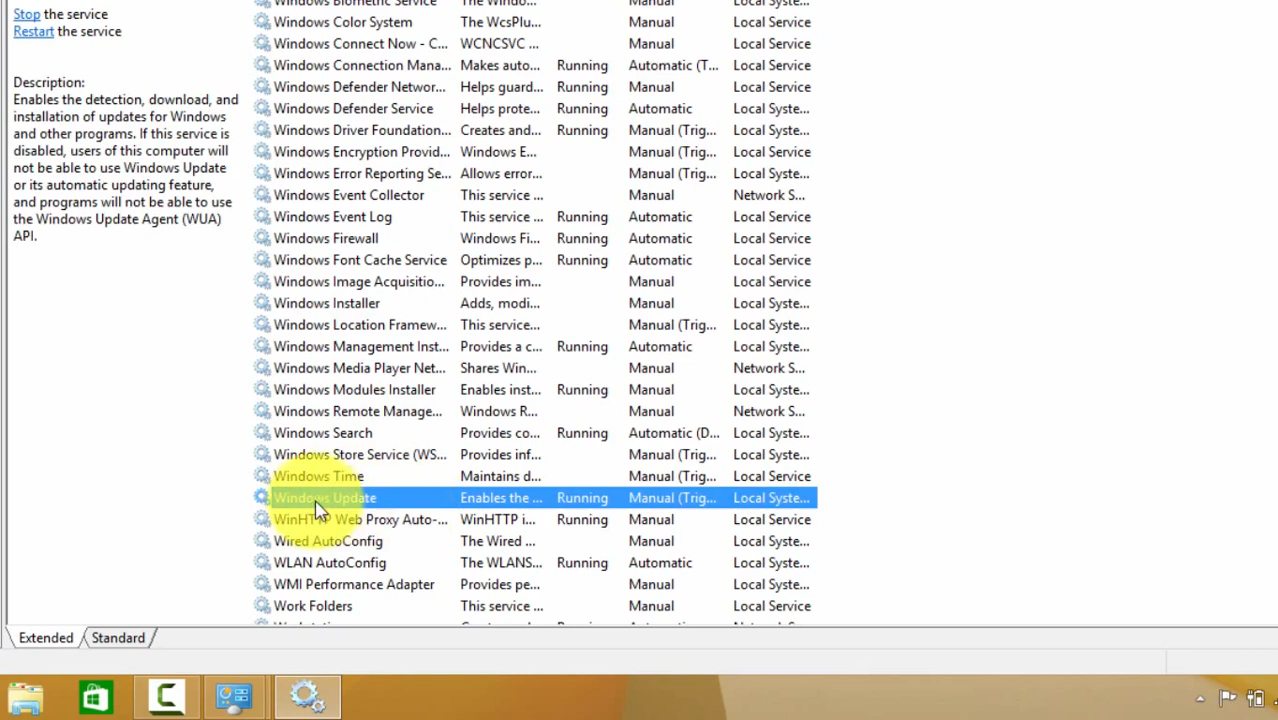 Stop the service
Restart the service
Description:
Enables the detection, download, and
installation of updates for Windows
and other programs. If this service is
disabled, users of this computer will
not be able to use Windows Update
or its automatic updating feature,
and programs will not be able to use
the Windows Update Agent (WUA)
API.
Windows Biometric Service The Windo... Manual Local Syste...
Windows Color System The WcsPlu... Manual Local Service
Windows Connect Now - C... WCNCSVC ... Manual Local Service
Windows Connection Mana... Makes auto... Running Automatic (T... Local Service
Windows Defender Networ... Helps guard... Running Manual Local Service
Windows Defender Service Helps prote... Running Automatic Local Syste...
Windows Driver Foundation... Creates and... Running Manual (Trig... Local Syste...
Windows Encryption Provid... Windows E... Manual (Trig... Local Service
Windows Error Reporting Se... Allows error... Manual (Trig... Local Syste...
Windows Event Collector This service ... Manual Network S...
Windows Event Log This service ... Running Automatic Local Service
Windows Firewall Windows Fi... Running Automatic Local Service
Windows Font Cache Service Optimizes p... Running Automatic Local Service
Windows Image Acquisitio... Provides im... Manual Local Service
Windows Installer Adds, modi... Manual Local Syste...
Windows Location Framew... This service... Manual (Trig... Local Syste...
Windows Management Inst... Provides a c... Running Automatic Local Syste...
Windows Media Player Net... Shares Win... Manual Network S...
Windows Modules Installer Enables inst... Running Manual Local Syste...
Windows Remote Manage... Windows R... Manual Network S...
Windows Search Provides co... Running Automatic (D... Local Syste...
Windows Store Service (WS... Provides inf... Manual (Trig... Local Syste...
Windows Time Maintains d... Manual (Trig... Local Service
Windows Update Enables the ... Running Manual (Trig... Local Syste...
WinHTTP Web Proxy Auto-... WinHTTP i... Running Manual Local Service
Wired AutoConfig The Wired ... Manual Local Syste...
WLAN AutoConfig The WLANS... Running Automatic Local Syste...
WMI Performance Adapter Provides pe... Manual Local Syste...
Work Folders This service ... Manual Local Service
Extended Standard